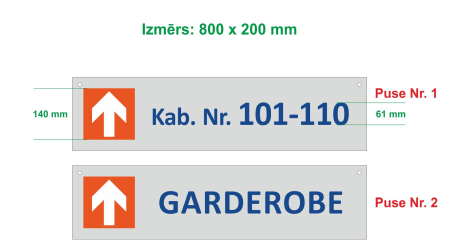 Izmērs: 800 x 200 mm
Puse Nr. 1
140 mm
Kab. Nr. 101-110
61 mm
GARDEROBE
Puse Nr. 2